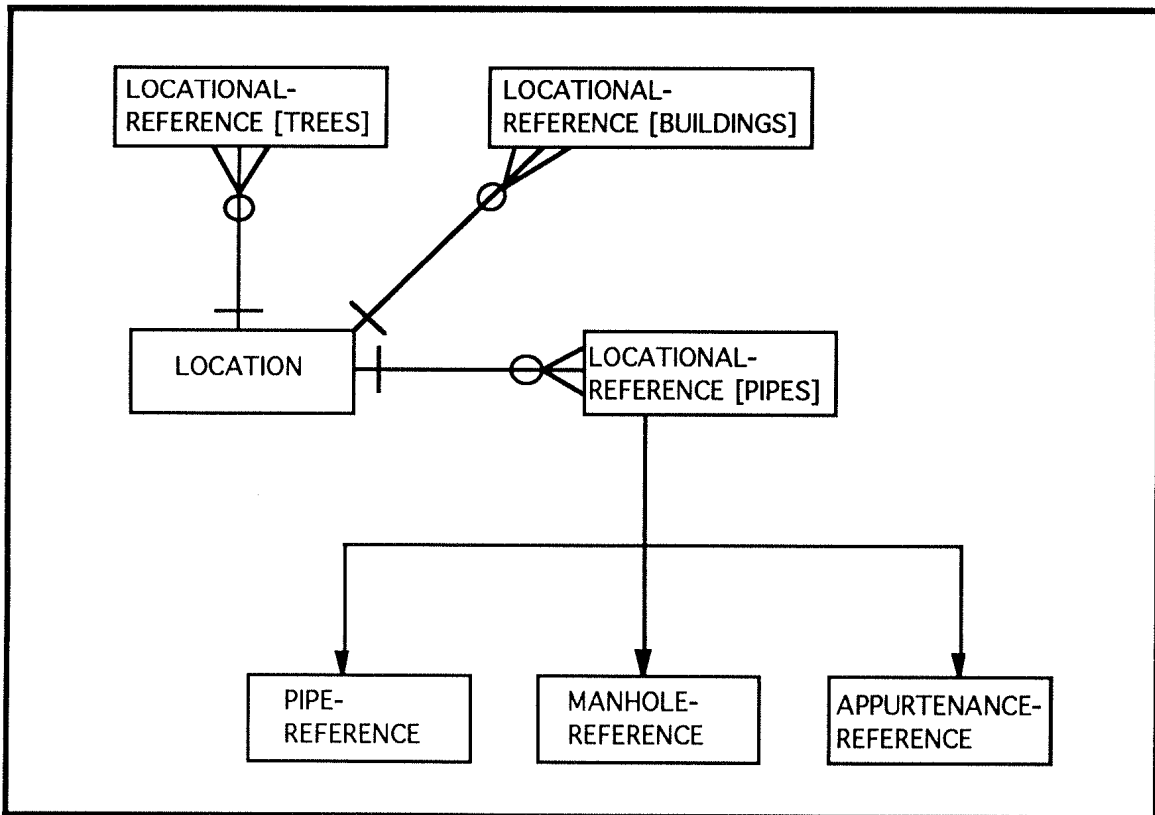 LOCATIONAL-
REFERENCE [TREES]
LOCATIONAL-
REFERENCE [BUILDINGS]
LOCATION
LOCATIONAL-
REFERENCE [PIPES]
PIPE-
REFERENCE
MANHOLE-
REFERENCE
APPURTENANCE-
REFERENCE